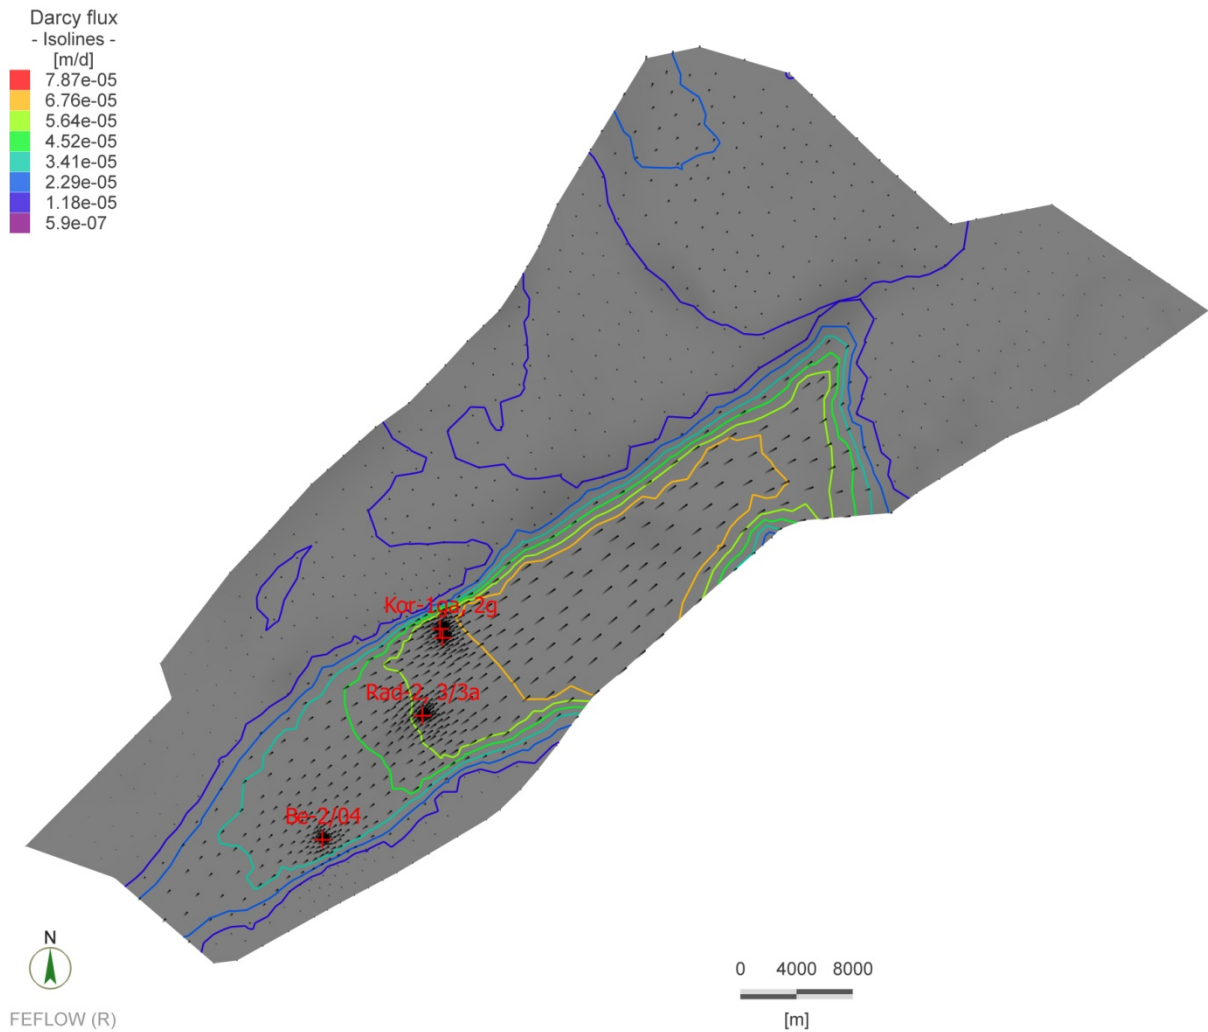 Darcy flux
- Isolines -
[m/d]
7.87e-05
6.76e-05
5.64e-05
4.52e-05
3.41e-05
2.29e-05
1.18e-05
5.9e-07
Kor-1ga, 2g
Rad-2, 3/3a
Be-2/04
N
0 4000 8000
[m]
FEFLOW (R)